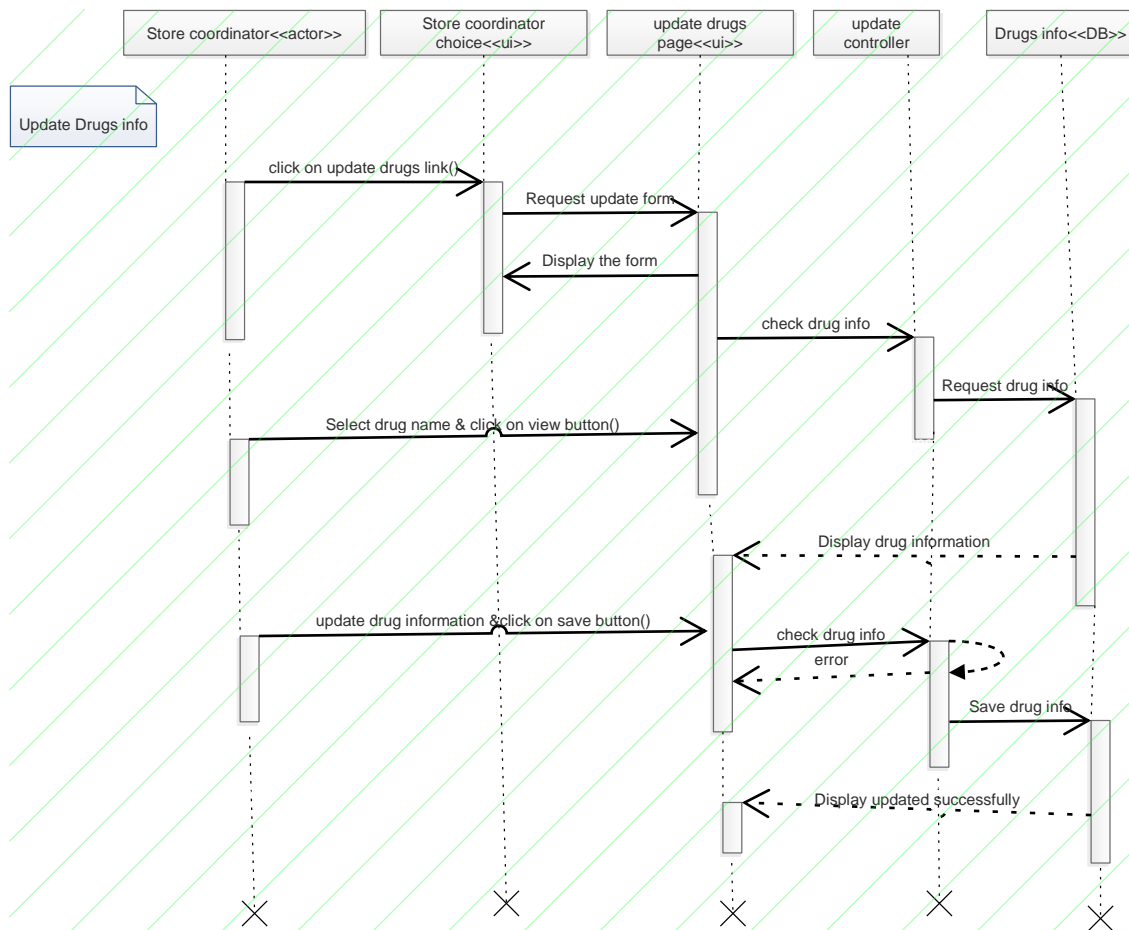 Store coordinator<<actor>>
Store coordinator
choice<<ui>>
update drugs
page<<ui>>
update
controller
Drugs info<<DB>>
Update Drugs info
click on update drugs link()
Request update form
Display the form
check drug info
Request drug info
Select drug name & click on view button()
Display drug information
update drug information &click on save button()
check drug info
error
Save drug info
Display updated successfully